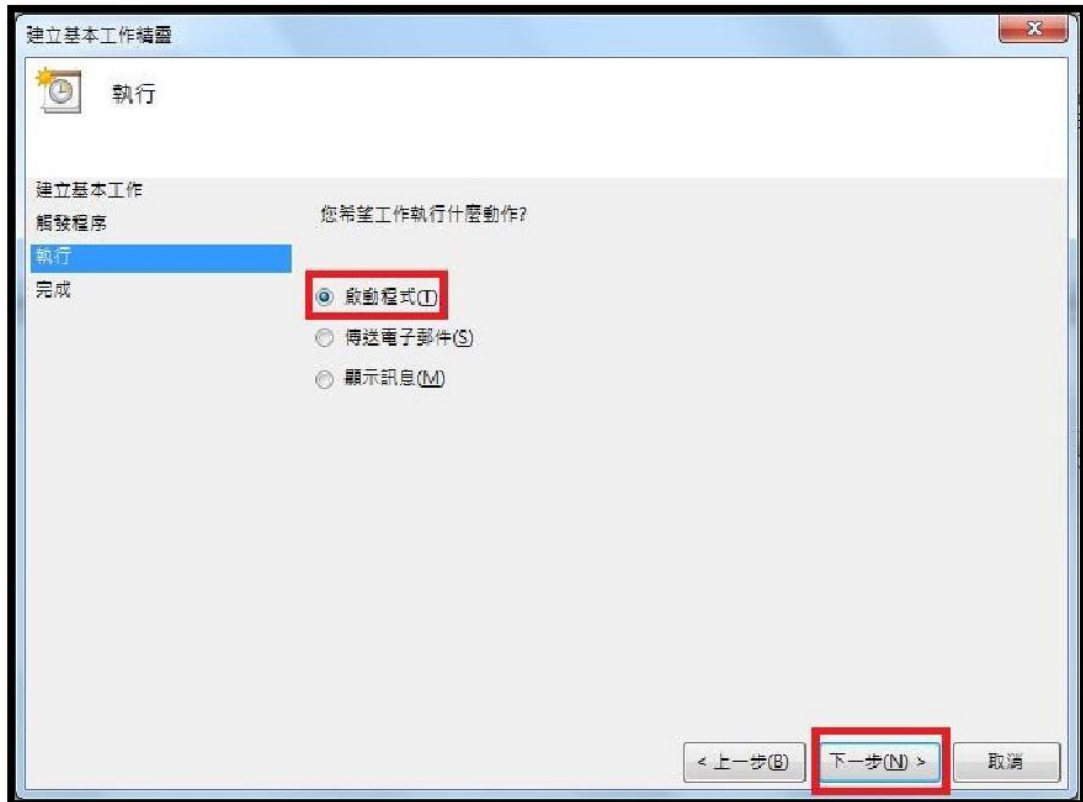 建立基本工作精靈
執行
建立基本工作
觸發程序
執行
完成
您希望工作執行什麼動作?
啟動程式(T)
傳送電子郵件(S)
顯示訊息(M)
< 上一步(B)
下一步(N) >
取消